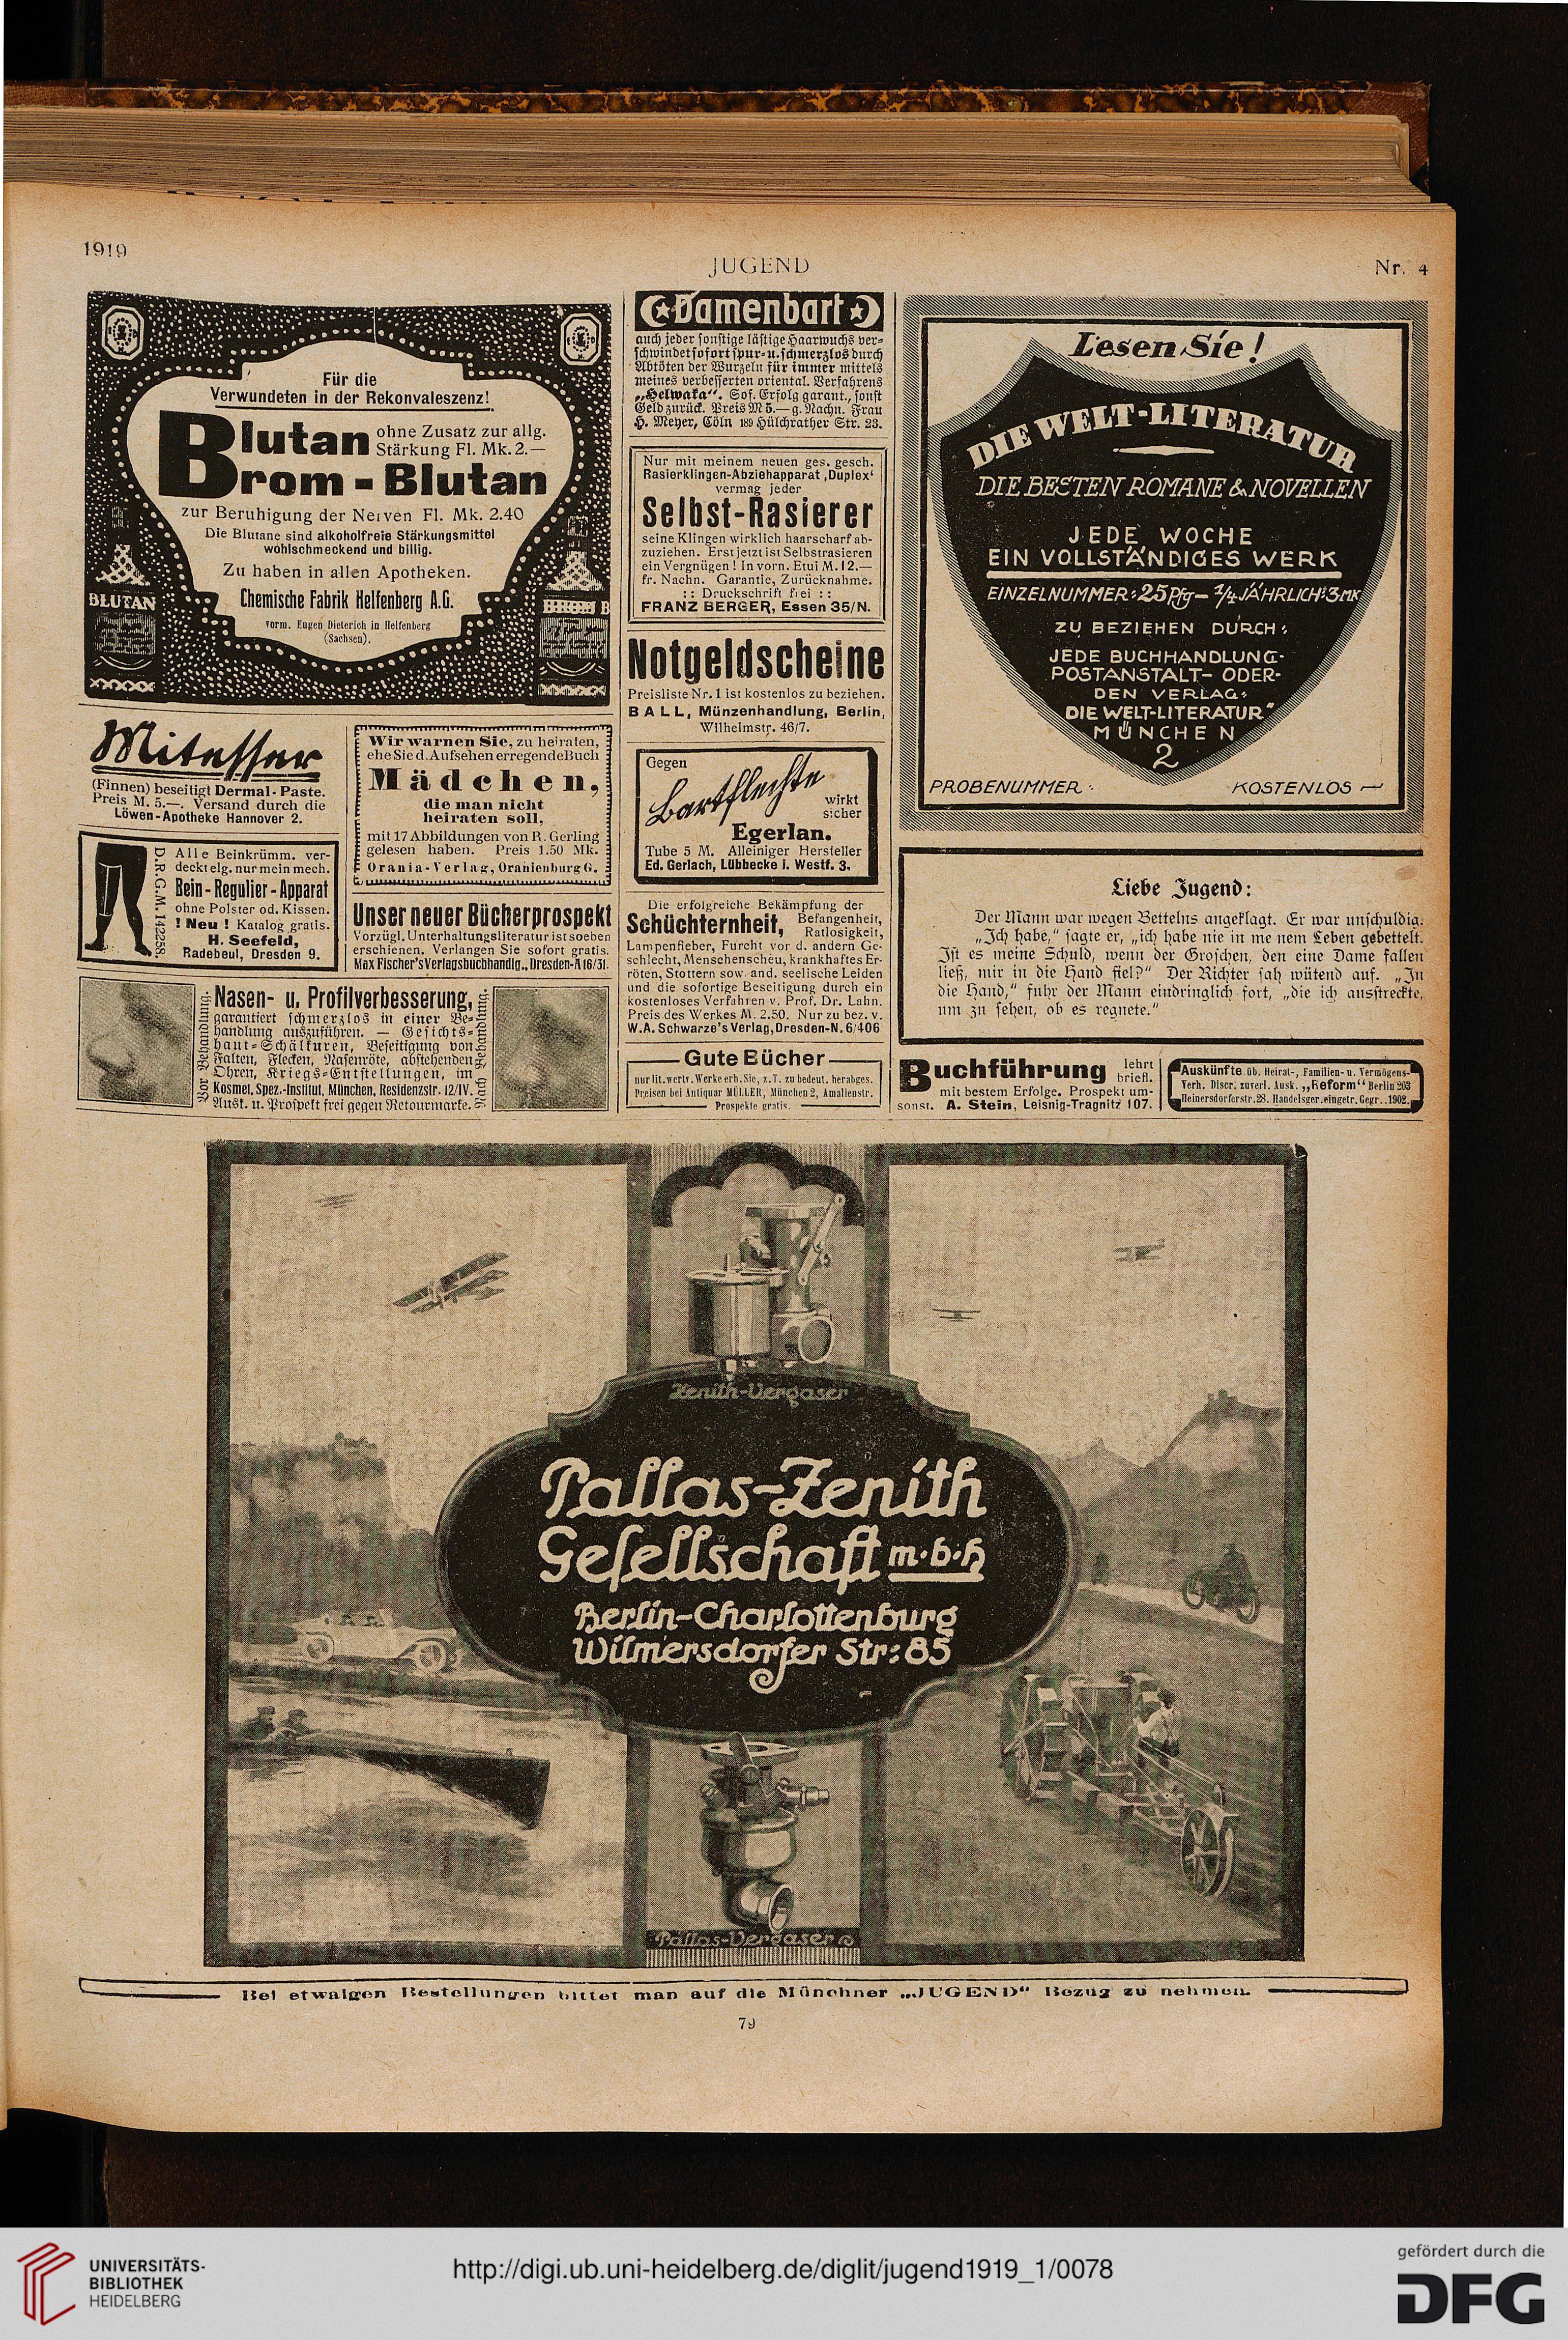 1919
JUGEND
Nr. 4
Für die
Verwundeten in der Rekonvaleszenz!
Blutan ohne Zusatz zur allg.
Stärkung Fl. Mk. 2.—
Brom-Blutan
zur Beruhigung der Nerven Fl. Mk. 2.40
Die Blutane sind alkoholfreie Stärkungsmittel
wohlschmeckend und billig.
Zu haben in allen Apotheken.
Chemische Fabrik Helfenberg A.G.
vorm. Eugen Dieterich in Helfenberg
(Sachsen).
BLUTAN
Mitesser
(Finnen) beseitigt Dermal-Paste.
Preis M. 5.—. Versand durch die
Löwen-Apotheke Hannover 2.
D.R.G.M. 142258.
Alle Beinkrümm. ver-
deckt elg. nur mein mech.
Bein-Regulier-Apparat
ohne Polster od. Kissen.
! Neu ! Katalog gratis.
H. Seefeld,
Radebeul, Dresden 9.
Wir warnen Sie, zu heiraten,
ehe Sie d. Aufsehen erregende Buch
Mädchen,
die man nicht
heiraten soll,
mit 17 Abbildungen von R. Gerling
gelesen haben. Preis 1.50 Mk.
Orania-Verlag, Oranienburg G.
Unser neuer Bücherprospekt
Vorzügl. Unterhaltungsliteratur ist soeben
erschienen. Verlangen Sie sofort gratis.
Max Fischer's Verlagsbuchhandlg., Dresden-A 16/31.
Vor Behandlung.
Nasen- u. Profilverbesserung,
garantiert schmerzlos in einer Be-
handlung auszuführen. — Gesichts-
haut-Schälkuren, Beseitigung von
Falten, Flecken, Nasenröte, abstehenden
Ohren, Kriegs-Entstellungen, im
Kosmet. Spez.-Institut, München, Residenzstr. 12/IV.
Ausk. u. Prospekt frei gegen Retourmarke.
Nach Behandlung.
Damenbart
auch jeder sonstige lästige Haarwuchs ver-
schwindet sofort spur- u. schmerzlos durch
Abtöten der Wurzeln für immer mittels
meines verbesserten oriental. Verfahrens
„Helwaka“. Sof. Erfolg garant., sonst
Geld zurück. Preis M 5.— g. Nachn. Frau
H. Meyer, Cöln 189 Hülchrather Str. 23.
Nur mit meinem neuen ges. gesch.
Rasierklingen-Abziehapparat ‚Duplex‘
vermag jeder
Selbst-Rasierer
seine Klingen wirklich haarscharf ab-
zuziehen. Erst jetzt ist Selbstrasieren
ein Vergnügen! In vorn. Etui M. 12.—
fr. Nachn. Garantie, Zurücknahme.
:: Druckschrift frei ::
FRANZ BERGER, Essen 35/N.
Notgeldscheine
Preisliste Nr. 1 ist kostenlos zu beziehen.
BALL, Münzenhandlung, Berlin,
Wilhelmstr. 46/7.
Gegen
Bartflechte
wirkt
sicher
Egerlan.
Tube 5 M. Alleiniger Hersteller
Ed. Gerlach, Lübbecke i. Westf. 3.
Die erfolgreiche Bekämpfung der
Schüchternheit, Befangenheit,
Ratlosigkeit,
Lampenfieber, Furcht vor d. andern Ge-
schlecht, Menschenscheu, krankhaftes Er-
röten, Stottern sow. and. seelische Leiden
und die sofortige Beseitigung durch ein
kostenloses Verfahren v. Prof. Dr. Lahn.
Preis des Werkes M. 2.50. Nur zu bez. v.
W.A. Schwarze's Verlag, Dresden-N. 6/406
Gute Bücher
nur lit. wertv. Werke erh. Sie, z. T. zu bedeut. herabges.
Preisen bei Antiquar MÜLLER, München 2, Amalienstr.
Prospekte gratis.
Lesen Sie!
DIE WELT-LITERATUR
DIE BESTEN ROMANE & NOVELLEN
JEDE WOCHE
EIN VOLLSTÄNDIGES WERK
EINZELNUMMER: 25 Pfg – 1/4 JÄHRLICH: 3 MK
ZU BEZIEHEN DURCH:
JEDE BUCHHANDLUNG-
POSTANSTALT- ODER-
DEN VERLAG:
DIE WELT-LITERATUR"
MÜNCHEN
2
PROBENUMMER:
KOSTENLOS
Liebe Jugend:
Der Mann war wegen Bettelns angeklagt. Er war unschuldig.
„Ich habe,“ sagte er, „ich habe nie in meinem Leben gebettelt.
Ist es meine Schuld, wenn der Groschen, den eine Dame fallen
ließ, mir in die Hand fiel?“ Der Richter sah wütend auf. „In
die Hand,“ fuhr der Mann eindringlich fort, „die ich ausstreckte,
um zu sehen, ob es regnete.“
Buchführung lehrt
briefl.
mit bestem Erfolge. Prospekt um-
sonst. A. Stein, Leisnig-Tragnitz 107.
Auskünfte üb. Heirat-, Familien- u. Vermögens-
Verh. Discr. zuverl. Ausk. „Reform“ Berlin 203
Heinersdorferstr. 28. Handelsger. eingetr. Gegr. 1902.
Zenith-Vergaser
Pallas-Zenith
Gesellschaft m·b·h
Berlin-Charlottenburg
Wilmersdorfer Str: 85
Pallas-Vergaser
Bei etwaigen Bestellungen bittet man auf die Münchner „JUGEND“ Bezug zu nehmen.
79
UNIVERSITÄTS-
BIBLIOTHEK
HEIDELBERG
http://digi.ub.uni-heidelberg.de/diglit/jugend1919_1/0078
gefördert durch die
DFG